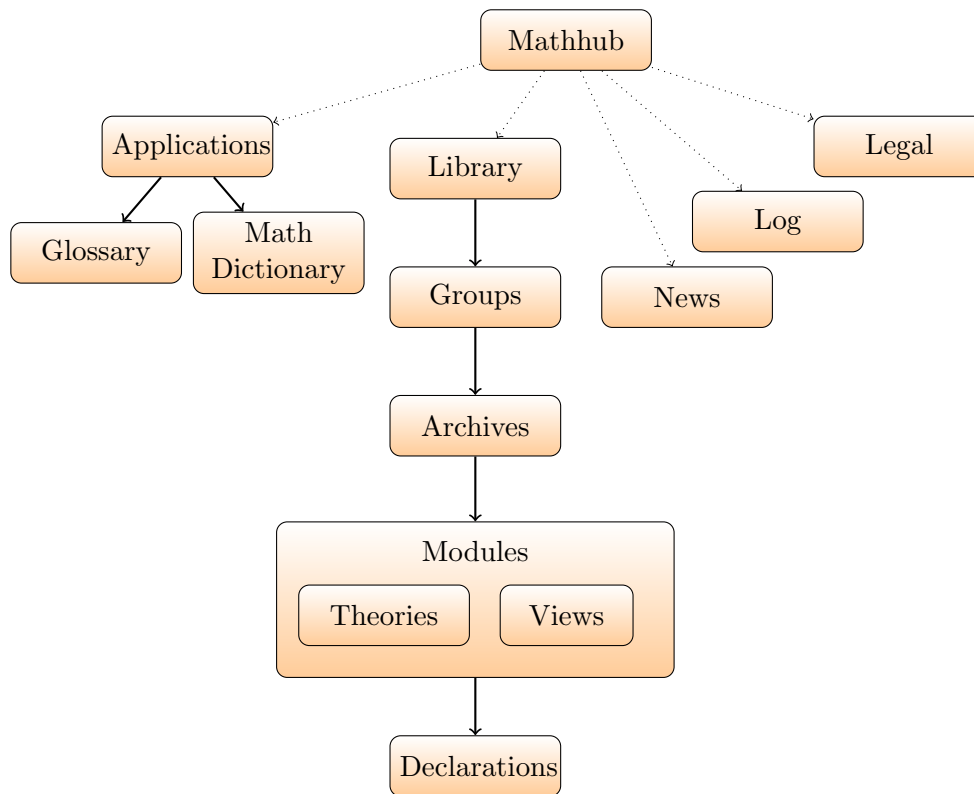 Mathhub
Applications
Legal
Library
Log
Glossary
Math
Dictionary
Groups
News
Archives
Modules
Theories
Views
Declarations